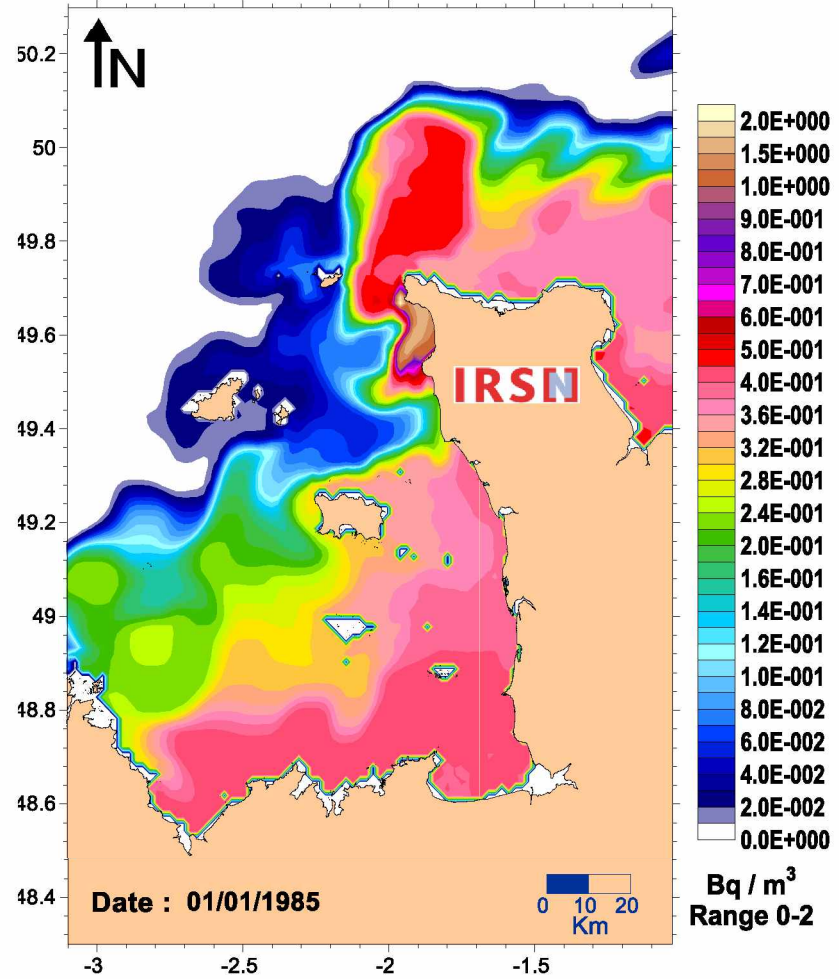 N
50.2
50
49.8
49.6
49.4
49.2
49
48.8
48.6
48.4
-3
-2.5
-2
-1.5
IRSN
Date : 01/01/1985
0 10 20
Km
2.0E+000
1.5E+000
1.0E+000
9.0E-001
8.0E-001
7.0E-001
6.0E-001
5.0E-001
4.0E-001
3.6E-001
3.2E-001
2.8E-001
2.4E-001
2.0E-001
1.6E-001
1.4E-001
1.2E-001
1.0E-001
8.0E-002
6.0E-002
4.0E-002
2.0E-002
0.0E+000
Bq / m³
Range 0-2